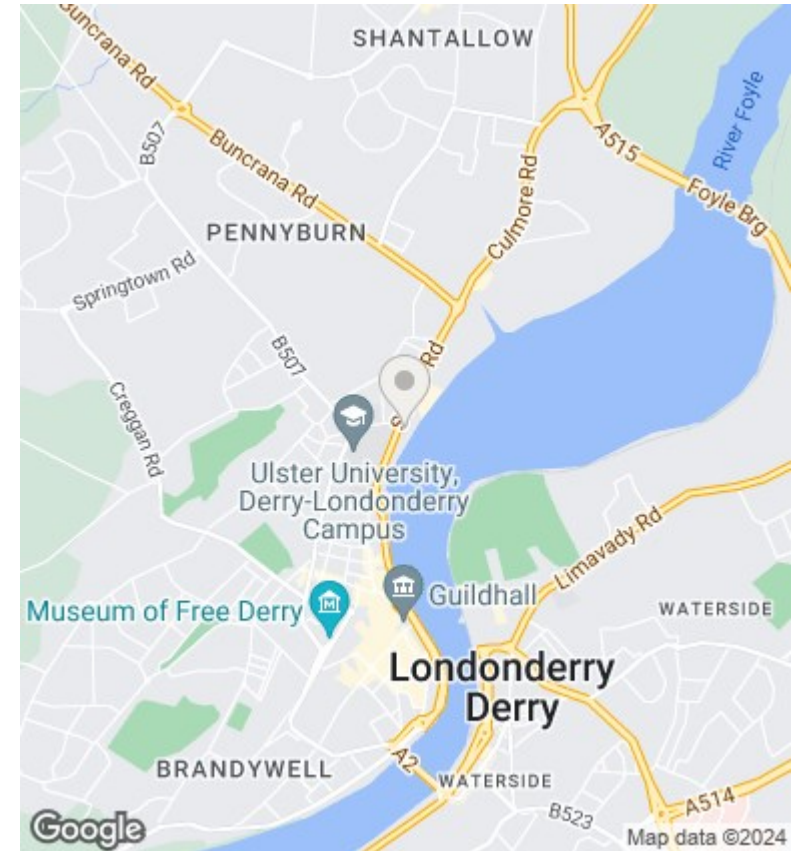 SHANTALLOW
Buncrana Rd
B507
Buncrana Rd
A515
River Foyle
Culmore Rd
Foyle Brg
PENNYBURN
Springtown Rd
B507
Rd
Creggan Rd
Ulster University,
Derry-Londonderry
Campus
Limavady Rd
Guildhall
Museum of Free Derry
WATERSIDE
Londonderry
Derry
BRANDYWELL
A2
WATERSIDE
B523
A514
Google
Map data ©2024